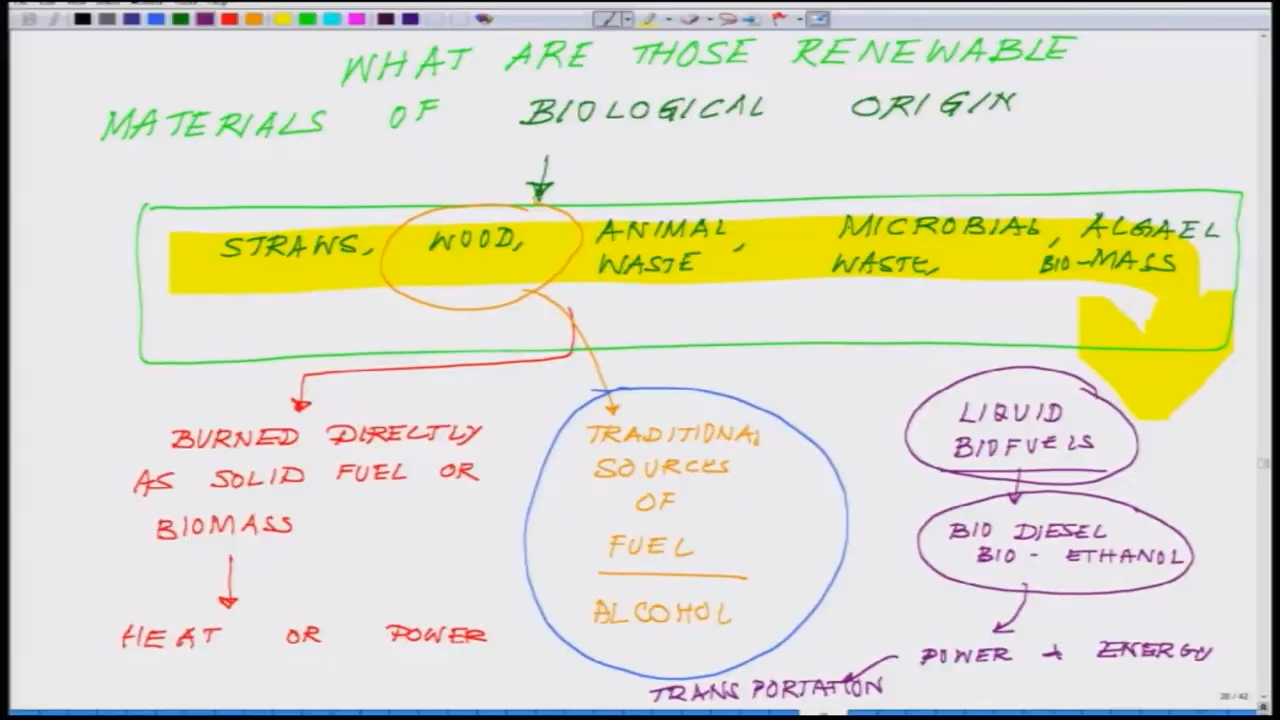 WHAT ARE THOSE RENEWABLE
MATERIALS OF BIOLOGICAL ORIGIN
STRAWS, WOOD, ANIMAL WASTE, MICROBIAL WASTE, ALGAEL BIO-MASS
BURNED DIRECTLY
AS SOLID FUEL OR
BIOMASS
HEAT OR POWER
TRADITIONAL
SOURCES
OF
FUEL
ALCOHOL
LIQUID
BIOFUELS
BIO DIESEL
BIO - ETHANOL
POWER + ENERGY
TRANSPORTATION
28 / 42